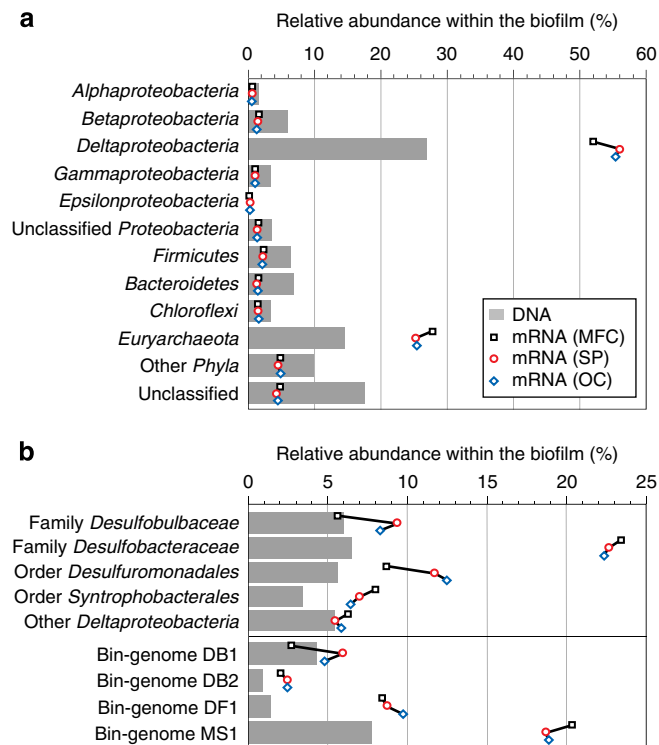 a
Relative abundance within the biofilm (%)
0 10 20 30 40 50 60
Alphaproteobacteria
Betaproteobacteria
Deltaproteobacteria
Gammaproteobacteria
Epsilonproteobacteria
Unclassified Proteobacteria
Firmicutes
Bacteroidetes
Chloroflexi
Euryarchaeota
Other Phyla
Unclassified
DNA
mRNA (MFC)
mRNA (SP)
mRNA (OC)
b
Relative abundance within the biofilm (%)
0 5 10 15 20 25
Family Desulfobulbaceae
Family Desulfobacteraceae
Order Desulfuromonadales
Order Syntrophobacterales
Other Deltaproteobacteria
Bin-genome DB1
Bin-genome DB2
Bin-genome DF1
Bin-genome MS1